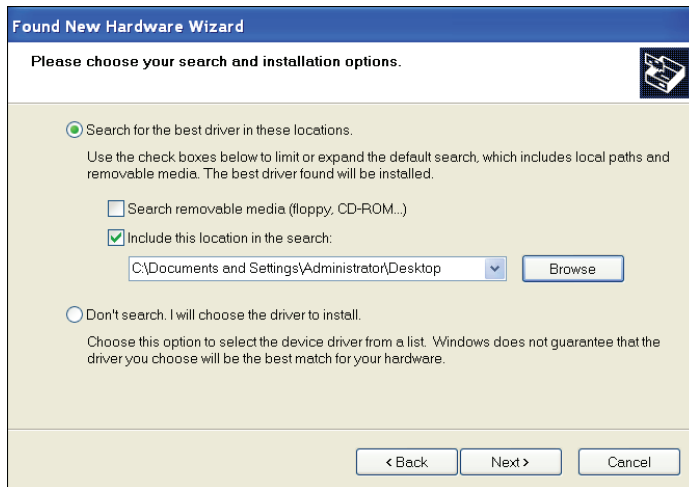 Found New Hardware Wizard
Please choose your search and installation options.
Search for the best driver in these locations.
Use the check boxes below to limit or expand the default search, which includes local paths and
removable media. The best driver found will be installed.
Search removable media (floppy, CD-ROM...)
Include this location in the search:
C:\Documents and Settings\Administrator\Desktop
Browse
Don't search. I will choose the driver to install.
Choose this option to select the device driver from a list. Windows does not guarantee that the
driver you choose will be the best match for your hardware.
< Back Next > Cancel